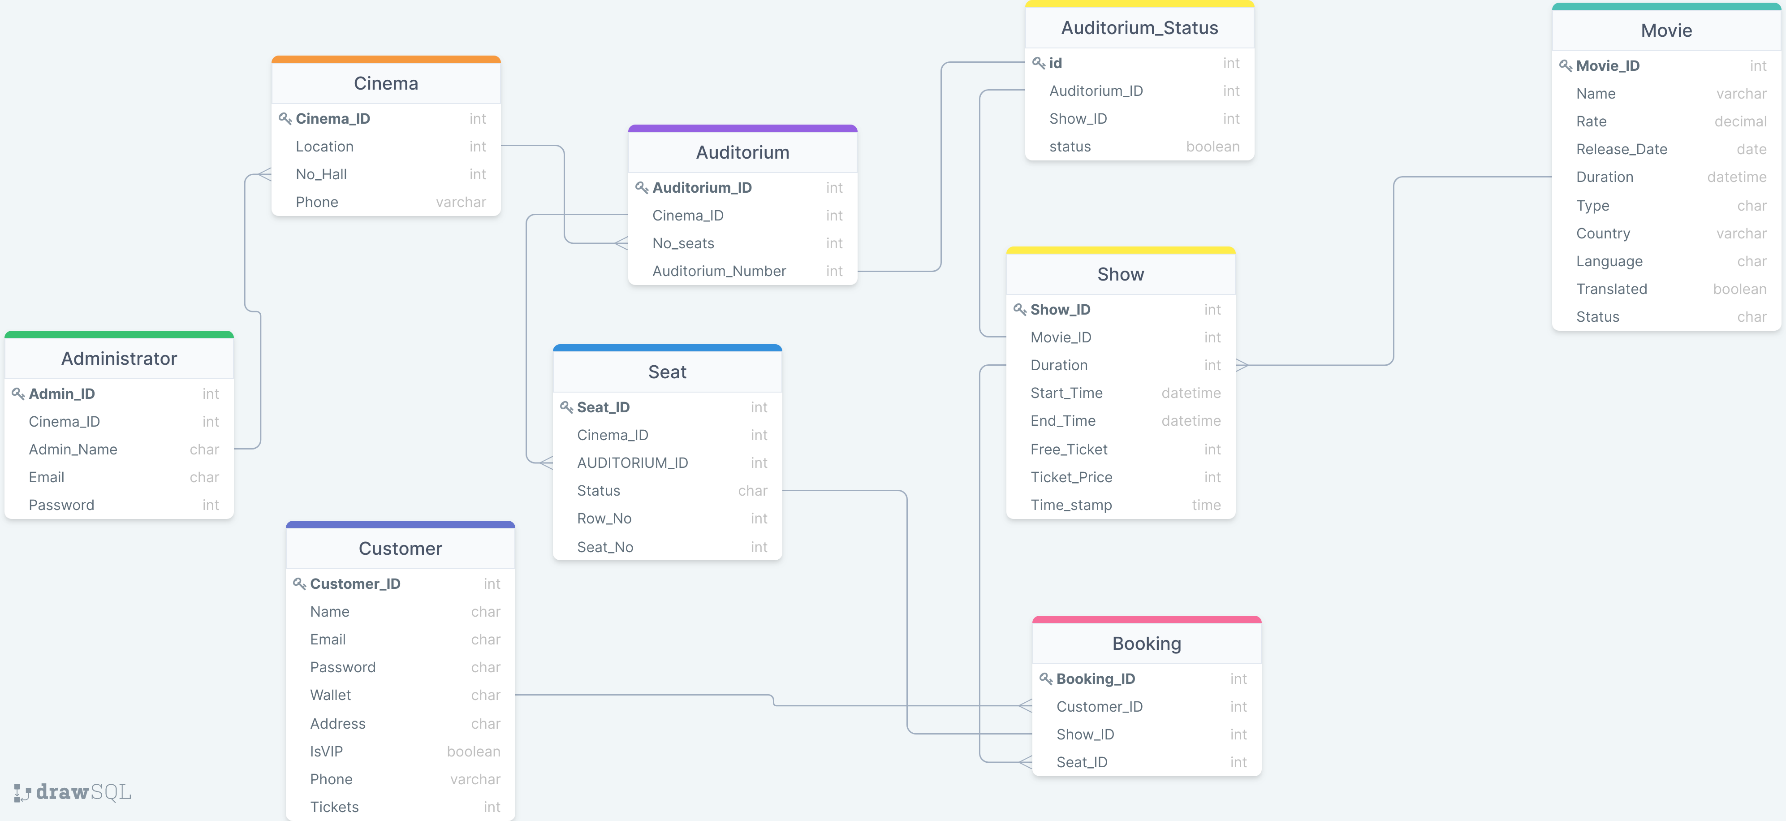 Cinema
Cinema_ID int
Location int
No_Hall int
Phone varchar
Auditorium
Auditorium_ID int
Cinema_ID int
No_seats int
Auditorium_Number int
Auditorium_Status
id int
Auditorium_ID int
Show_ID int
status boolean
Movie
Movie_ID int
Name varchar
Rate decimal
Release_Date date
Duration datetime
Type char
Country varchar
Language char
Translated boolean
Status char
Show
Show_ID int
Movie_ID int
Duration int
Start_Time datetime
End_Time datetime
Free_Ticket int
Ticket_Price int
Time_stamp time
Administrator
Admin_ID int
Cinema_ID int
Admin_Name char
Email char
Password int
Seat
Seat_ID int
Cinema_ID int
AUDITORIUM_ID int
Status char
Row_No int
Seat_No int
Customer
Customer_ID int
Name char
Email char
Password char
Wallet char
Address char
IsVIP boolean
Phone varchar
Tickets int
Booking
Booking_ID int
Customer_ID int
Show_ID int
Seat_ID int
drawSQL